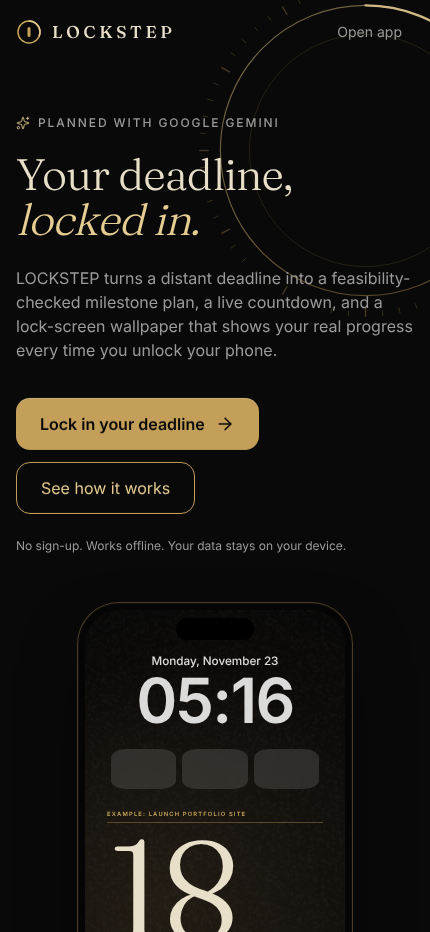 LOCKSTEP
Open app
PLANNED WITH GOOGLE GEMINI
Your deadline,
locked in.
LOCKSTEP turns a distant deadline into a feasibility-
checked milestone plan, a live countdown, and a
lock-screen wallpaper that shows your real progress
every time you unlock your phone.
Lock in your deadline
See how it works
No sign-up. Works offline. Your data stays on your device.
Monday, November 23
05:16
EXAMPLE: LAUNCH PORTFOLIO SITE
18